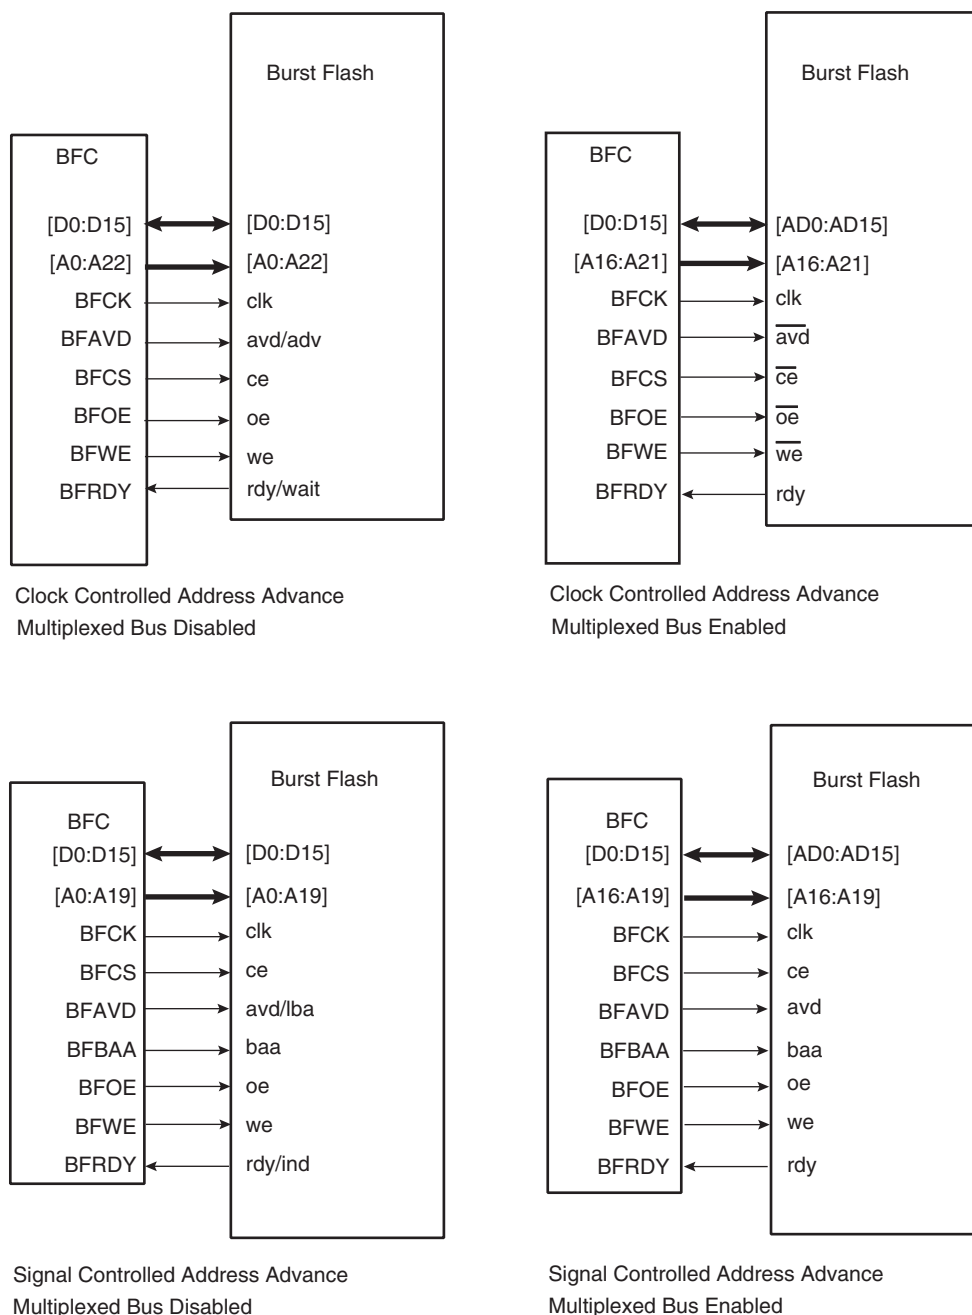 Burst Flash
BFC
[D0:D15] [D0:D15]
[A0:A22] [A0:A22]
BFCK clk
BFAVD avd/adv
BFCS ce
BFOE oe
BFWE we
BFRDY rdy/wait
Clock Controlled Address Advance
Multiplexed Bus Disabled
Burst Flash
BFC
[D0:D15] [AD0:AD15]
[A16:A21] [A16:A21]
BFCK clk
BFAVD a̅v̅d̅
BFCS c̅e̅
BFOE o̅e̅
BFWE w̅e̅
BFRDY rdy
Clock Controlled Address Advance
Multiplexed Bus Enabled
Burst Flash
BFC
[D0:D15] [D0:D15]
[A0:A19] [A0:A19]
BFCK clk
BFCS ce
BFAVD avd/lba
BFBAA baa
BFOE oe
BFWE we
BFRDY rdy/ind
Signal Controlled Address Advance
Multiplexed Bus Disabled
Burst Flash
BFC
[D0:D15] [AD0:AD15]
[A16:A19] [A16:A19]
BFCK clk
BFCS ce
BFAVD avd
BFBAA baa
BFOE oe
BFWE we
BFRDY rdy
Signal Controlled Address Advance
Multiplexed Bus Enabled